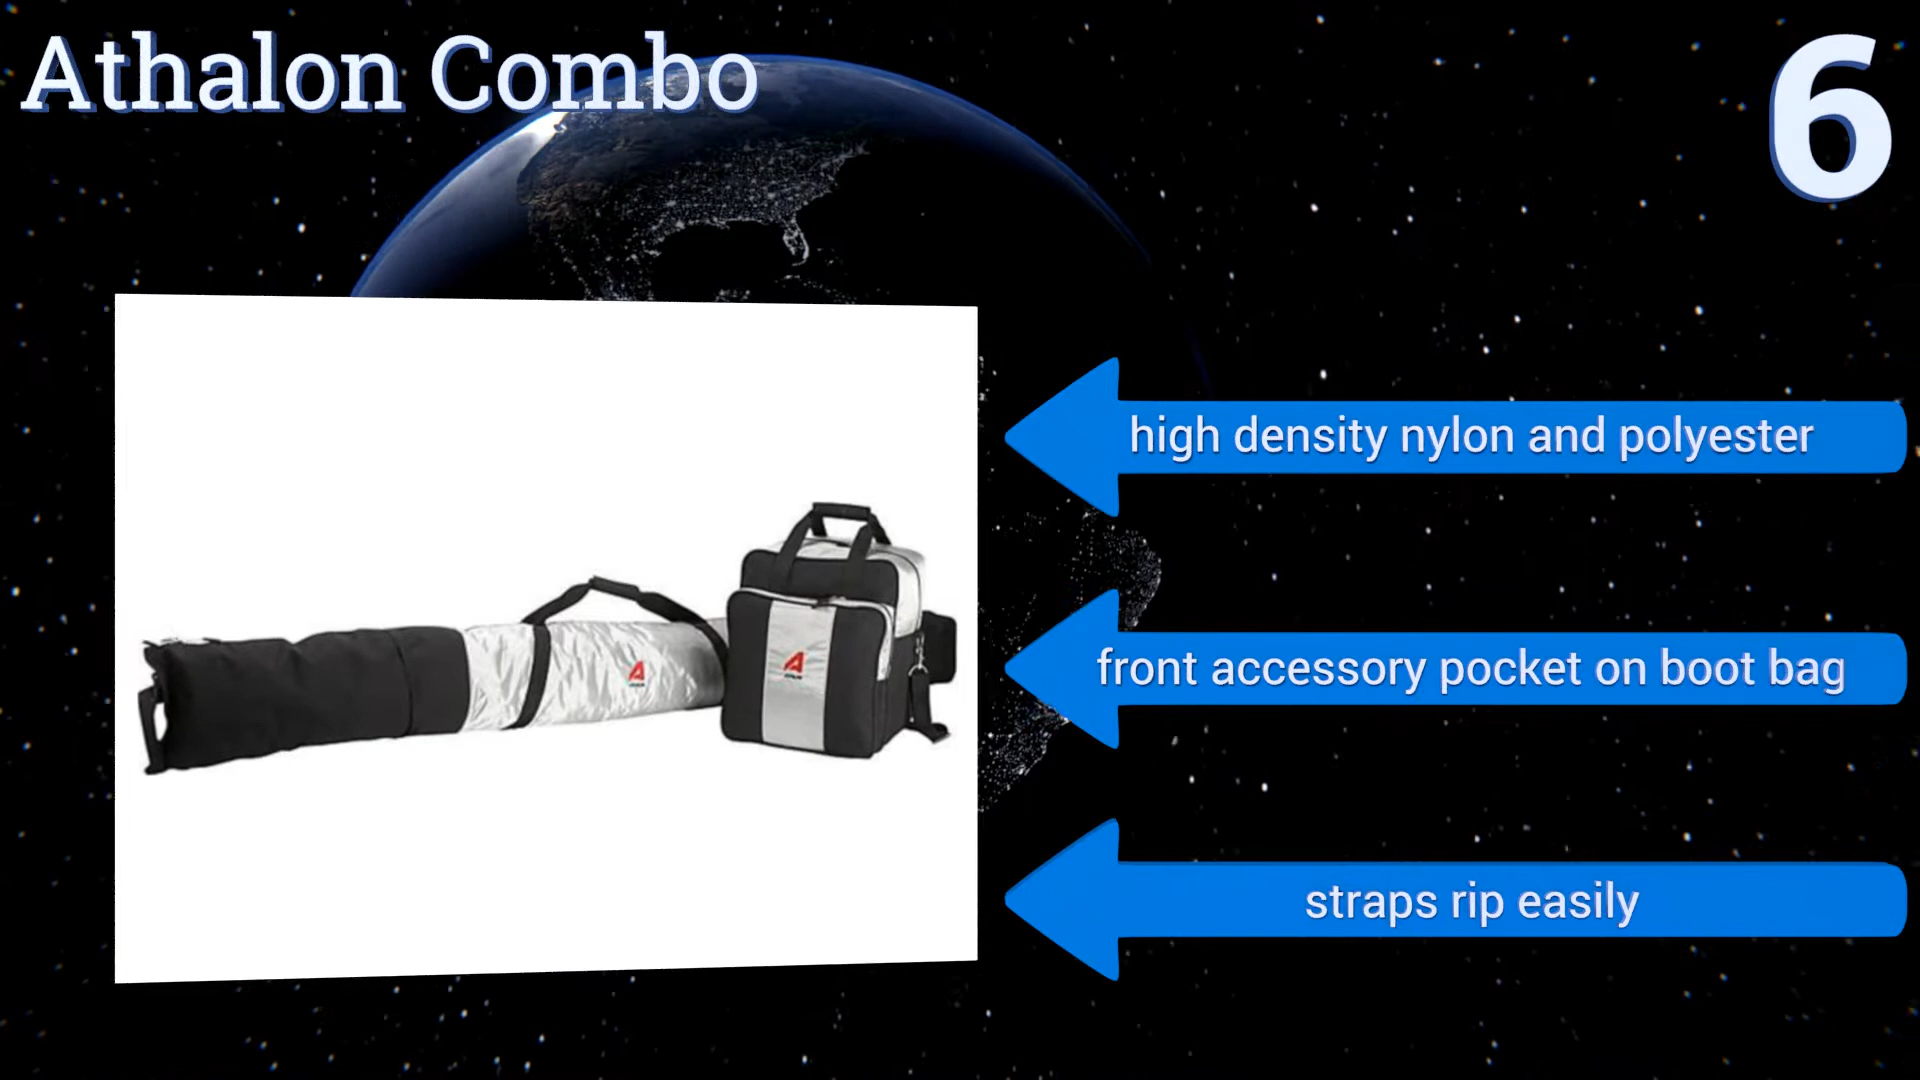 Athalon Combo
6
high density nylon and polyester
front accessory pocket on boot bag
straps rip easily
A
A